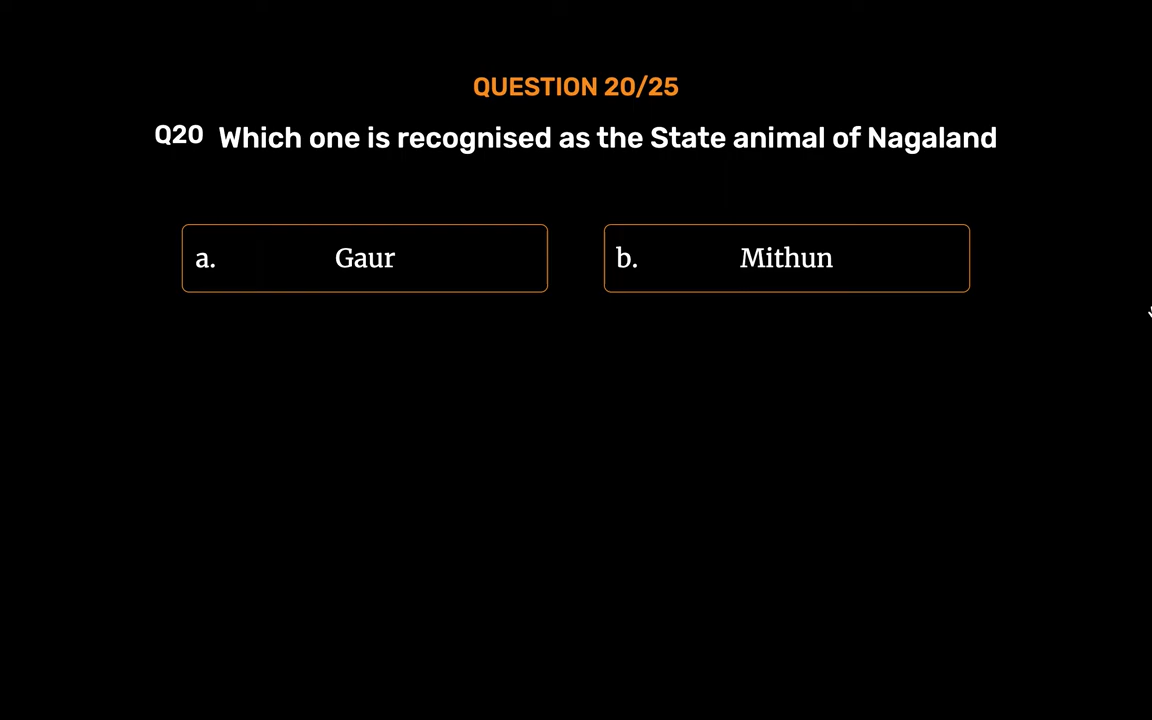 QUESTION 20/25
Q20 Which one is recognised as the State animal of Nagaland
a. Gaur
b. Mithun